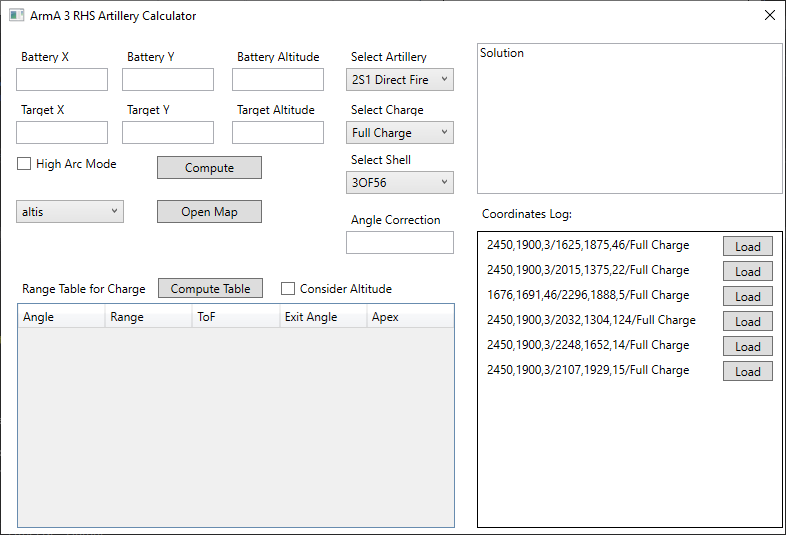 ArmA 3 RHS Artillery Calculator
Battery X
Battery Y
Battery Altitude
Select Artillery
2S1 Direct Fire
Target X
Target Y
Target Altitude
Select Charge
Full Charge
High Arc Mode
Compute
Select Shell
3OF56
altis
Open Map
Angle Correction
Range Table for Charge
Compute Table
Consider Altitude
Angle
Range
ToF
Exit Angle
Apex
Solution
Coordinates Log:
2450,1900,3/1625,1875,46/Full Charge
Load
2450,1900,3/2015,1375,22/Full Charge
Load
1676,1691,46/2296,1888,5/Full Charge
Load
2450,1900,3/2032,1304,124/Full Charge
Load
2450,1900,3/2248,1652,14/Full Charge
Load
2450,1900,3/2107,1929,15/Full Charge
Load